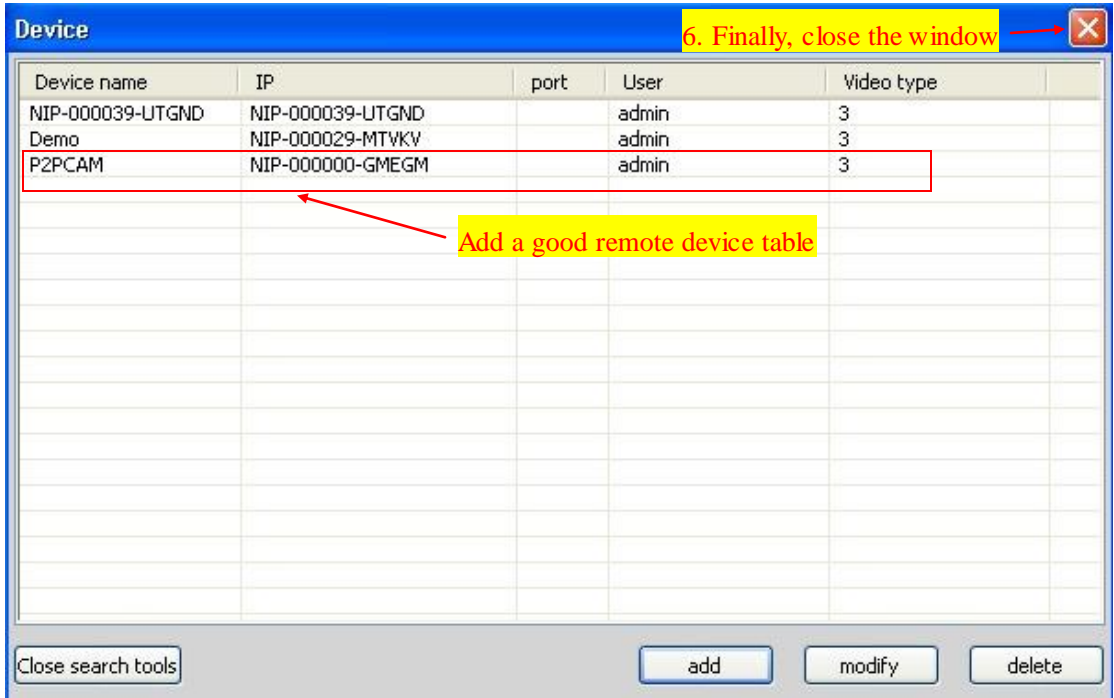 Device
6. Finally, close the window
Device name IP port User Video type
NIP-000039-UTGND NIP-000039-UTGND admin 3
Demo NIP-000029-MTVKV admin 3
P2PCAM NIP-000000-GMEGM admin 3
Add a good remote device table
Close search tools add modify delete